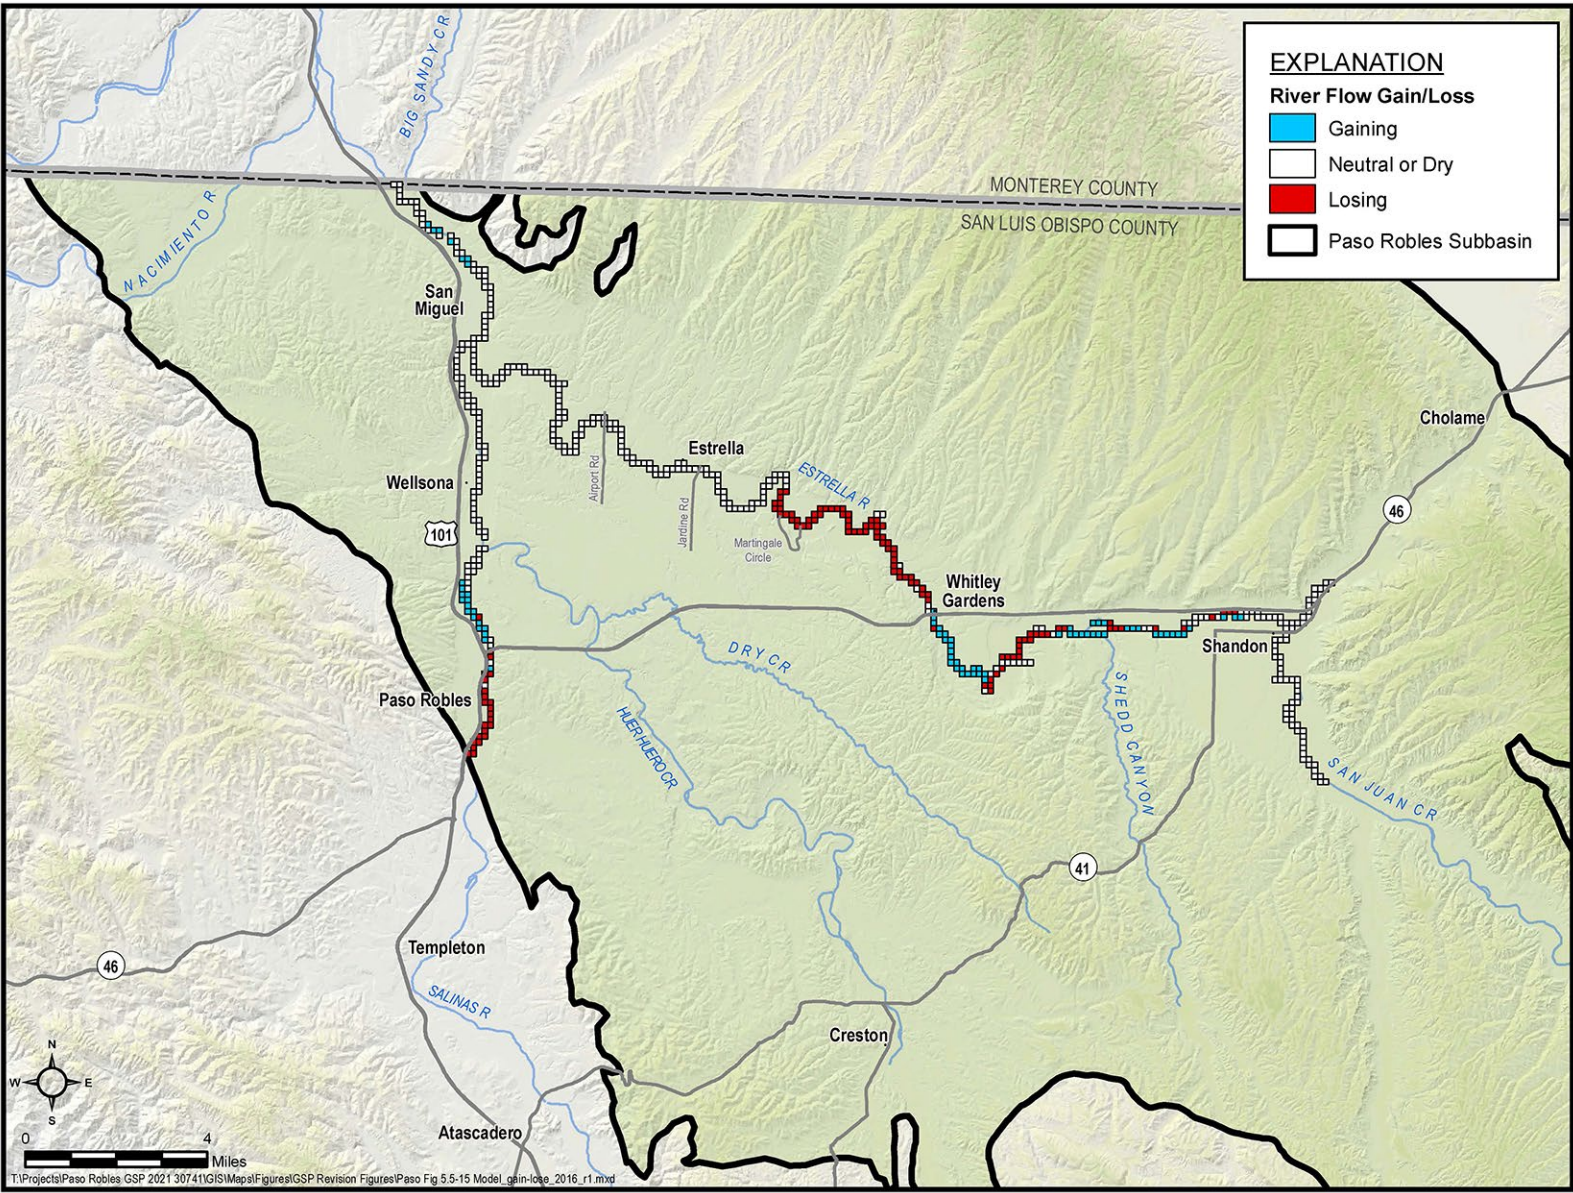 EXPLANATION
River Flow Gain/Loss
Gaining
Neutral or Dry
Losing
Paso Robles Subbasin
BIG SANDY CR
MONTEREY COUNTY
SAN LUIS OBISPO COUNTY
NACIMIENTO R
San
Miguel
Cholame
Estrella
ESTRELLA R
Wellsona
Airport Rd
Jardine Rd
46
101
Martingale
Circle
Whitley
Gardens
Shandon
DRY CR
SHEDD CANYON
Paso Robles
HUERHUERO CR
SAN JUAN CR
41
Templeton
46
SALINAS R
Creston
N
W
E
S
Atascadero
0
4
Miles
T:\Projects\Paso Robles GSP 2021 30741\GIS\Maps\Figures\GSP Revision Figures\Paso Fig 5.5-15 Model_gain-lose_2016_r1.mxd